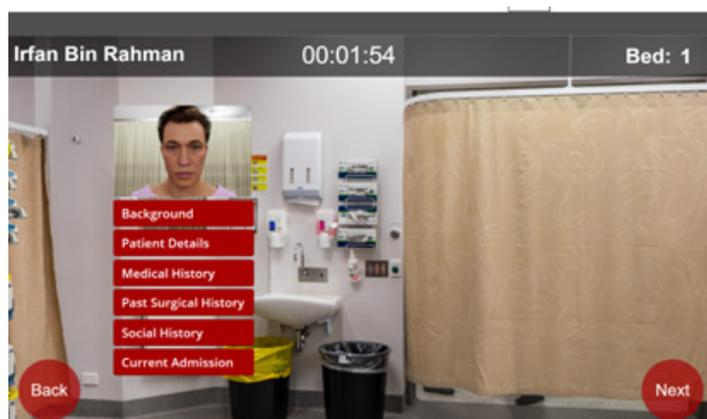 Irfan Bin Rahman
00:01:54
Bed: 1
Background
Patient Details
Medical History
Past Surgical History
Social History
Current Admission
Back
Next